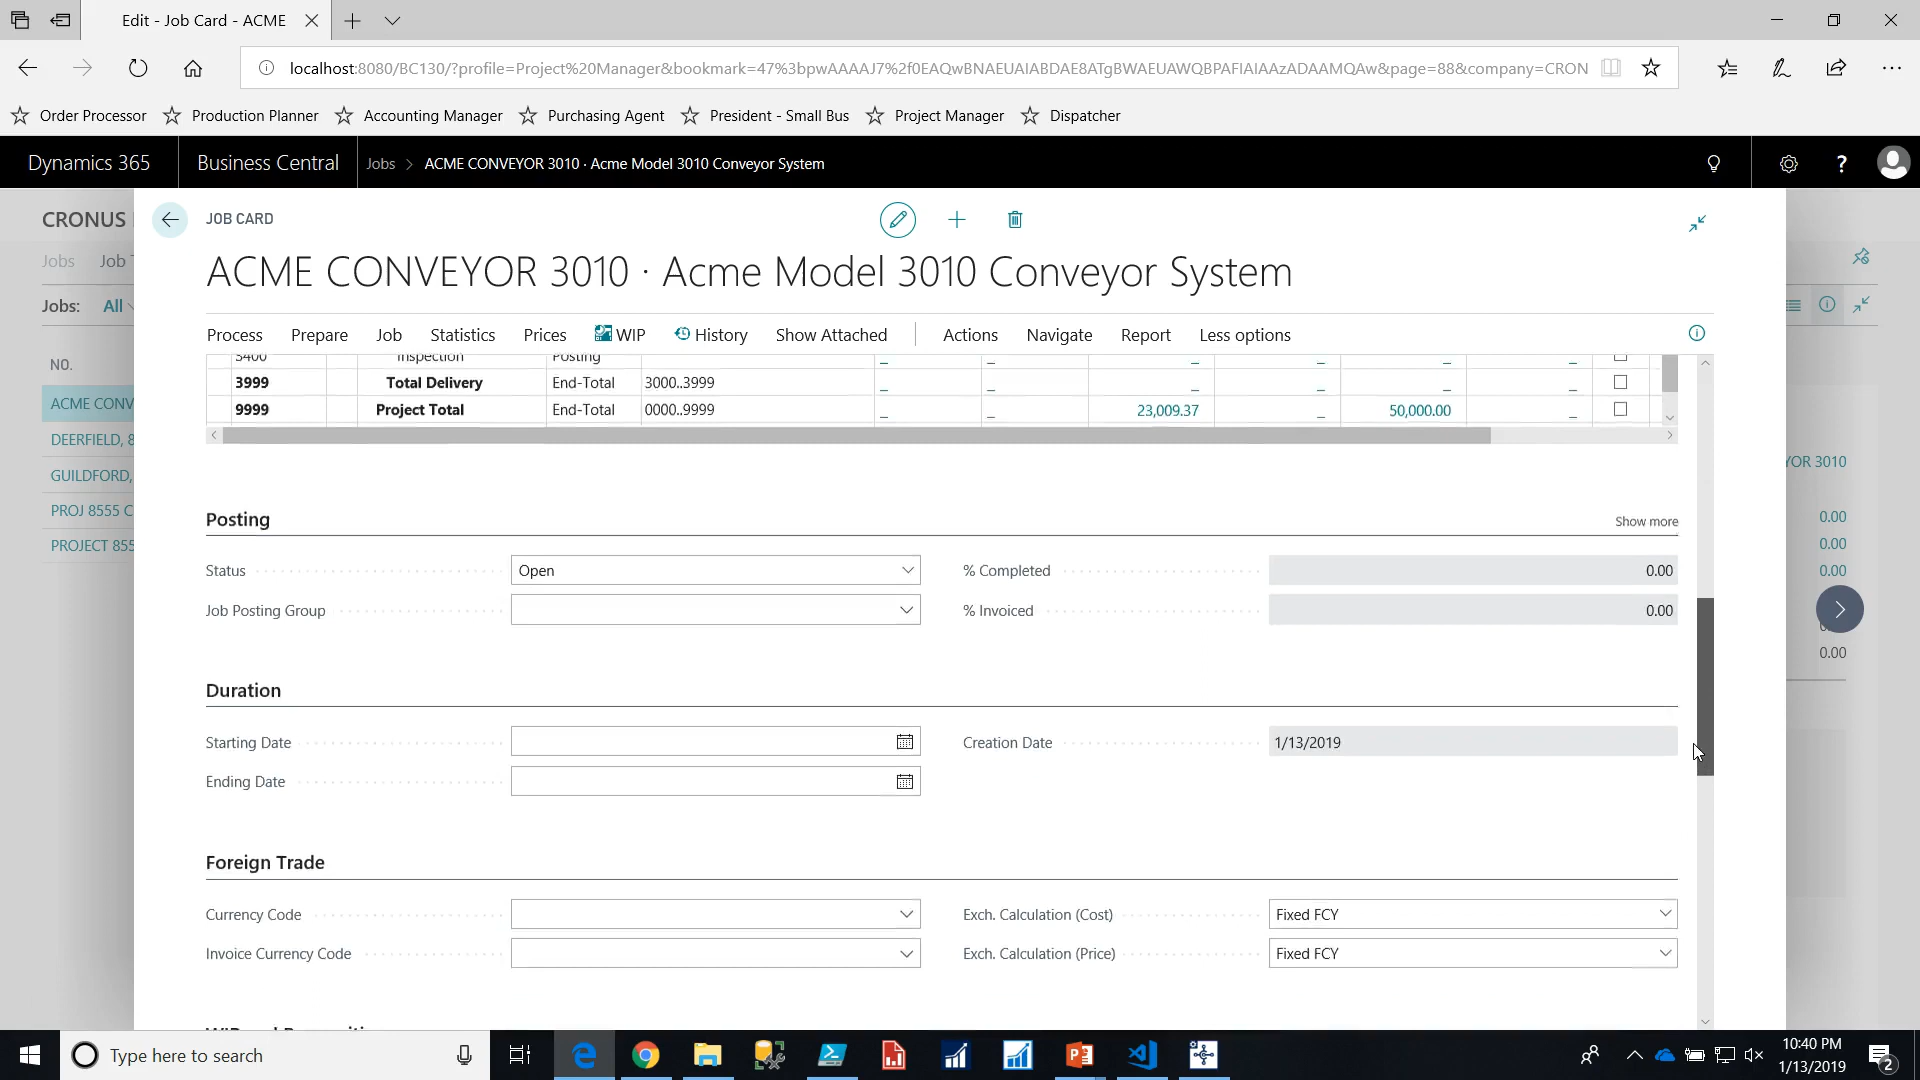 Edit - Job Card - ACME
localhost:8080/BC130/?profile=Project%20Manager&bookmark=47%3bpwAAAAJ7%2f0EAQwBNAEUAIABDAE8ATgBWAEUAWQBPAFIAIAAzADAAMQAw&page=88&company=CRON
Order Processor
Production Planner
Accounting Manager
Purchasing Agent
President - Small Bus
Project Manager
Dispatcher
Dynamics 365
Business Central
Jobs > ACME CONVEYOR 3010 · Acme Model 3010 Conveyor System
?
CRONUS
Jobs
Job T
Jobs: All
NO.
ACME CONV
DEERFIELD, 8
GUILDFORD,
PROJ 8555 C
PROJECT 855
JOB CARD
ACME CONVEYOR 3010 · Acme Model 3010 Conveyor System
Process Prepare Job Statistics Prices WIP History Show Attached Actions Navigate Report Less options
3400 Inspection Posting _ _ _ _ _ _
3999 Total Delivery End-Total 3000..3999 _ _ _ _ _ _
9999 Project Total End-Total 0000..9999 _ _ 23,009.37 _ 50,000.00 _
Posting
Show more
Status Open
% Completed 0.00
Job Posting Group
% Invoiced 0.00
Duration
Starting Date
Creation Date 1/13/2019
Ending Date
Foreign Trade
Currency Code
Exch. Calculation (Cost) Fixed FCY
Invoice Currency Code
Exch. Calculation (Price) Fixed FCY
YOR 3010
0.00
0.00
0.00
0.00
Type here to search
10:40 PM
1/13/2019
2